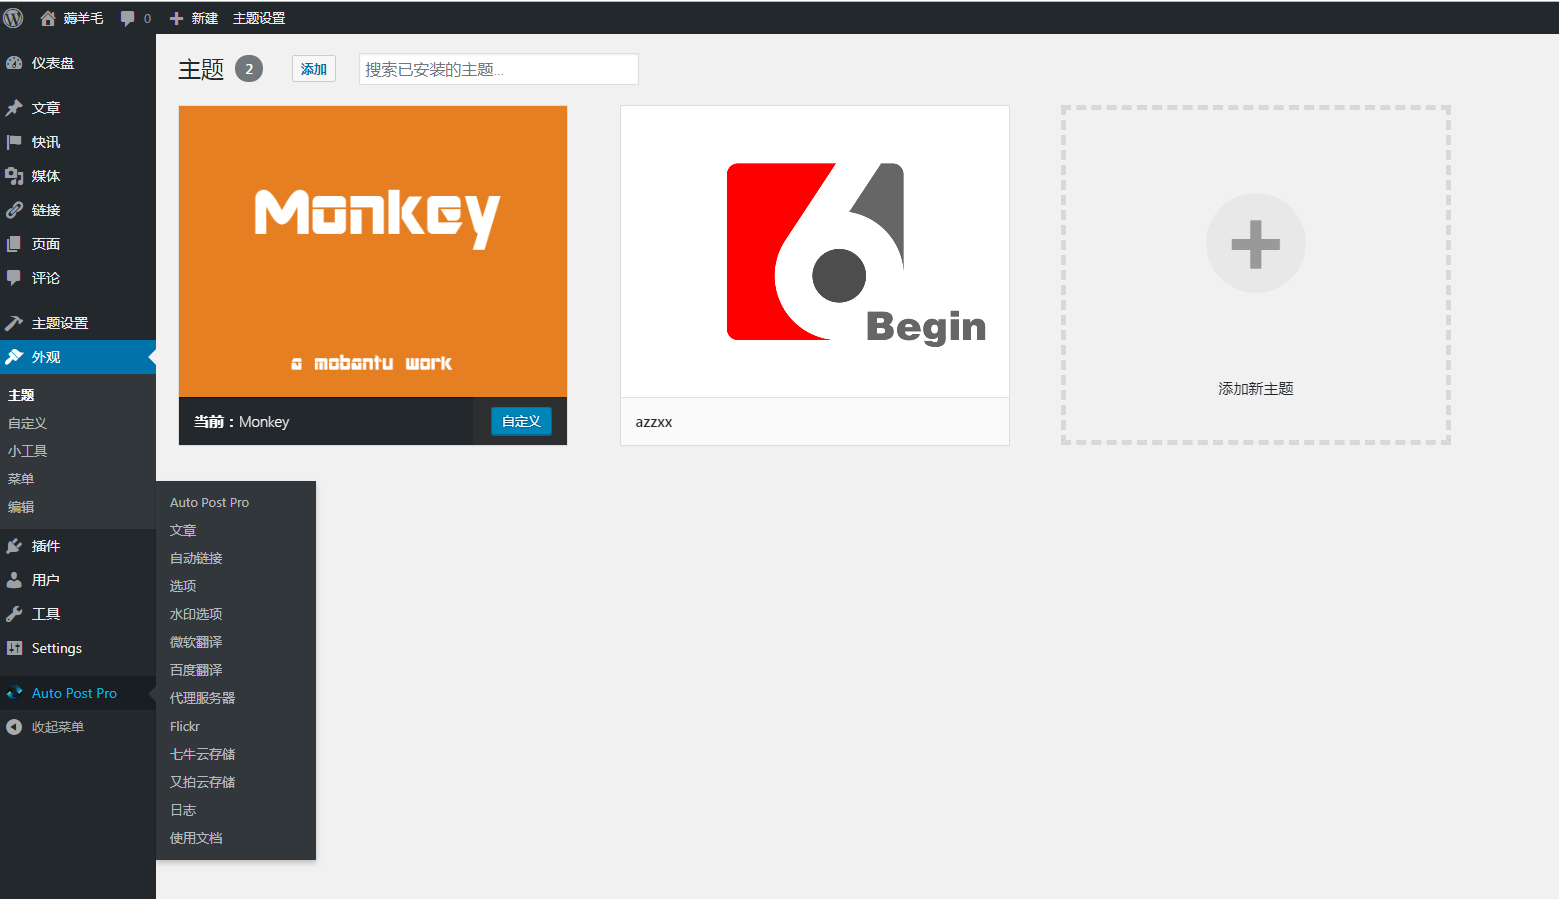 薅羊毛
0
新建
主题设置
仪表盘
文章
快讯
媒体
链接
页面
评论
主题设置
外观
主题
自定义
小工具
菜单
编辑
插件
用户
工具
Settings
Auto Post Pro
收起菜单
主题 2
添加
搜索已安装的主题...
Monkey
a mobantu work
当前：Monkey
自定义
6
Begin
azzxx
添加新主题
Auto Post Pro
文章
自动链接
选项
水印选项
微软翻译
百度翻译
代理服务器
Flickr
七牛云存储
又拍云存储
日志
使用文档